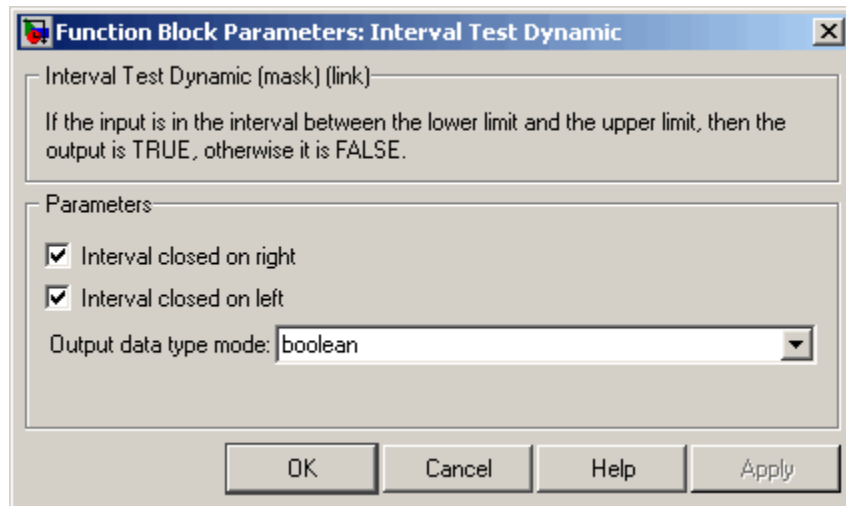 Function Block Parameters: Interval Test Dynamic
Interval Test Dynamic (mask) (link)
If the input is in the interval between the lower limit and the upper limit, then the
output is TRUE, otherwise it is FALSE.
Parameters
Interval closed on right
Interval closed on left
Output data type mode: boolean
OK Cancel Help Apply